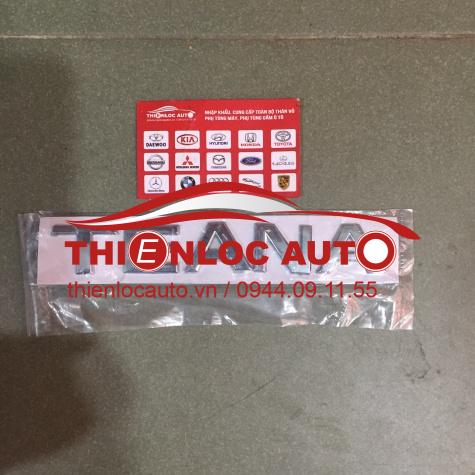 THIENLOC AUTO
NHẬP KHẨU, CUNG CẤP TOÀN BỘ THÂN VỎ
PHỤ TÙNG MÁY, PHỤ TÙNG GẦM Ô TÔ
DAEWOO KIA HYUNDAI HONDA TOYOTA
Ford
TEANA
THIENLOC AUTO
thienlocauto.vn / 0944.09.11.55